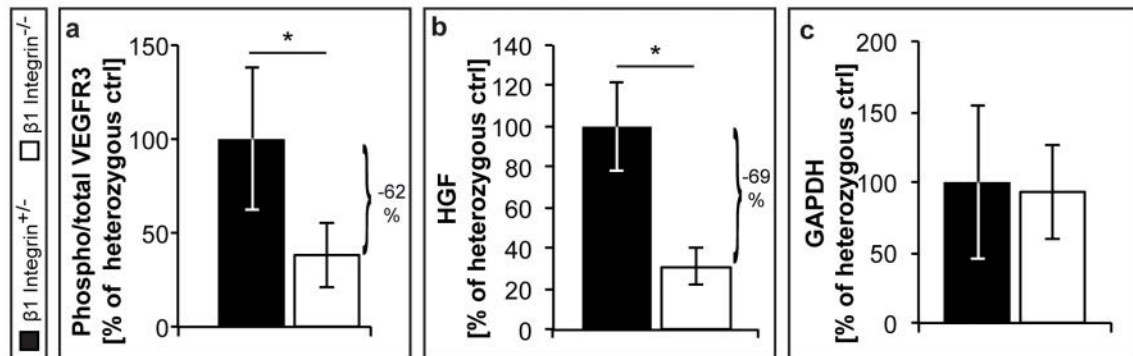 β1 Integrin+/-
β1 Integrin-/-
a
Phospho/total VEGFR3
[% of heterozygous ctrl]
150
100
50
0
*
-62
%
b
HGF
[% of heterozygous ctrl]
140
120
100
80
60
40
20
0
*
-69
%
c
GAPDH
[% of heterozygous ctrl]
200
150
100
50
0